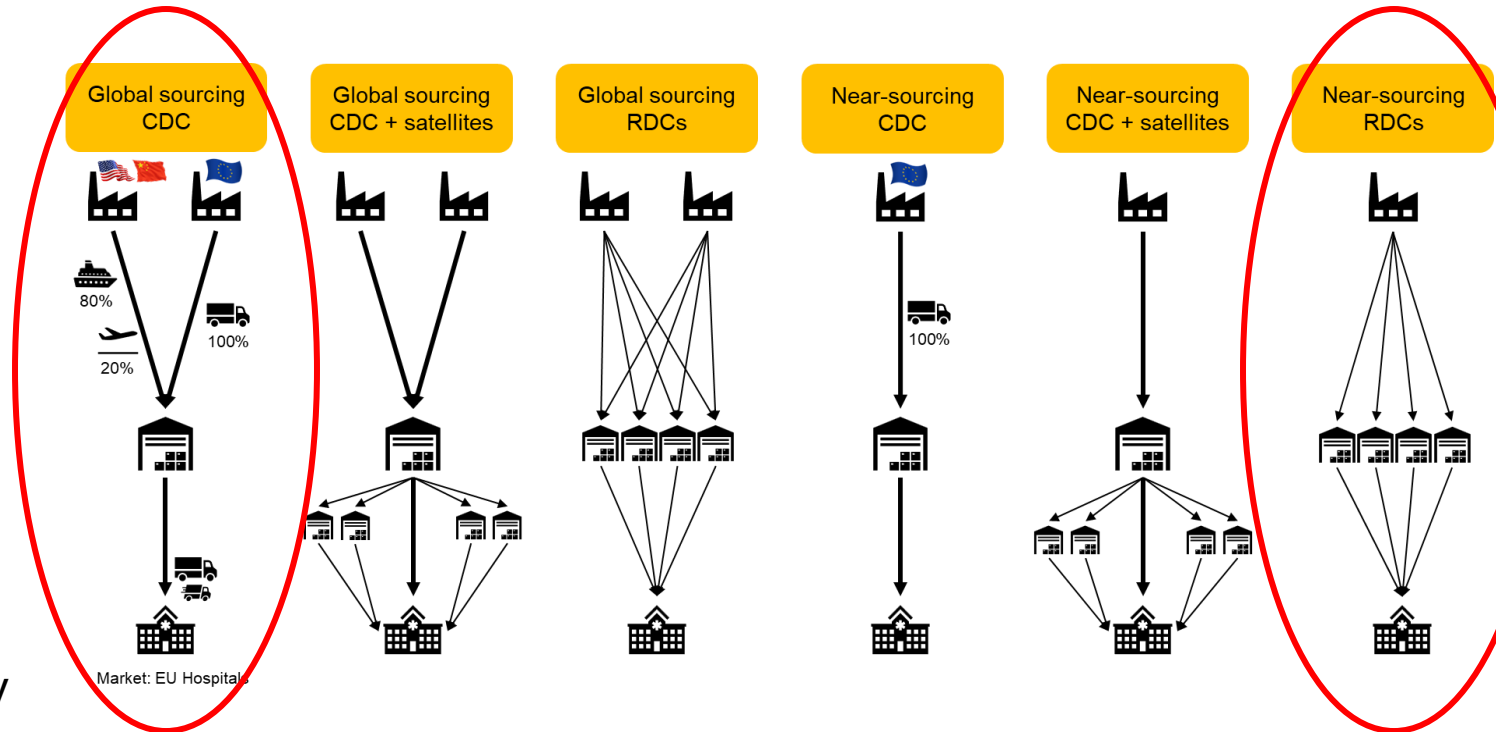 Global sourcing
CDC
Global sourcing
CDC + satellites
Global sourcing
RDCs
Near-sourcing
CDC
Near-sourcing
CDC + satellites
Near-sourcing
RDCs
80%
20%
100%
100%
Market: EU Hospitals
y